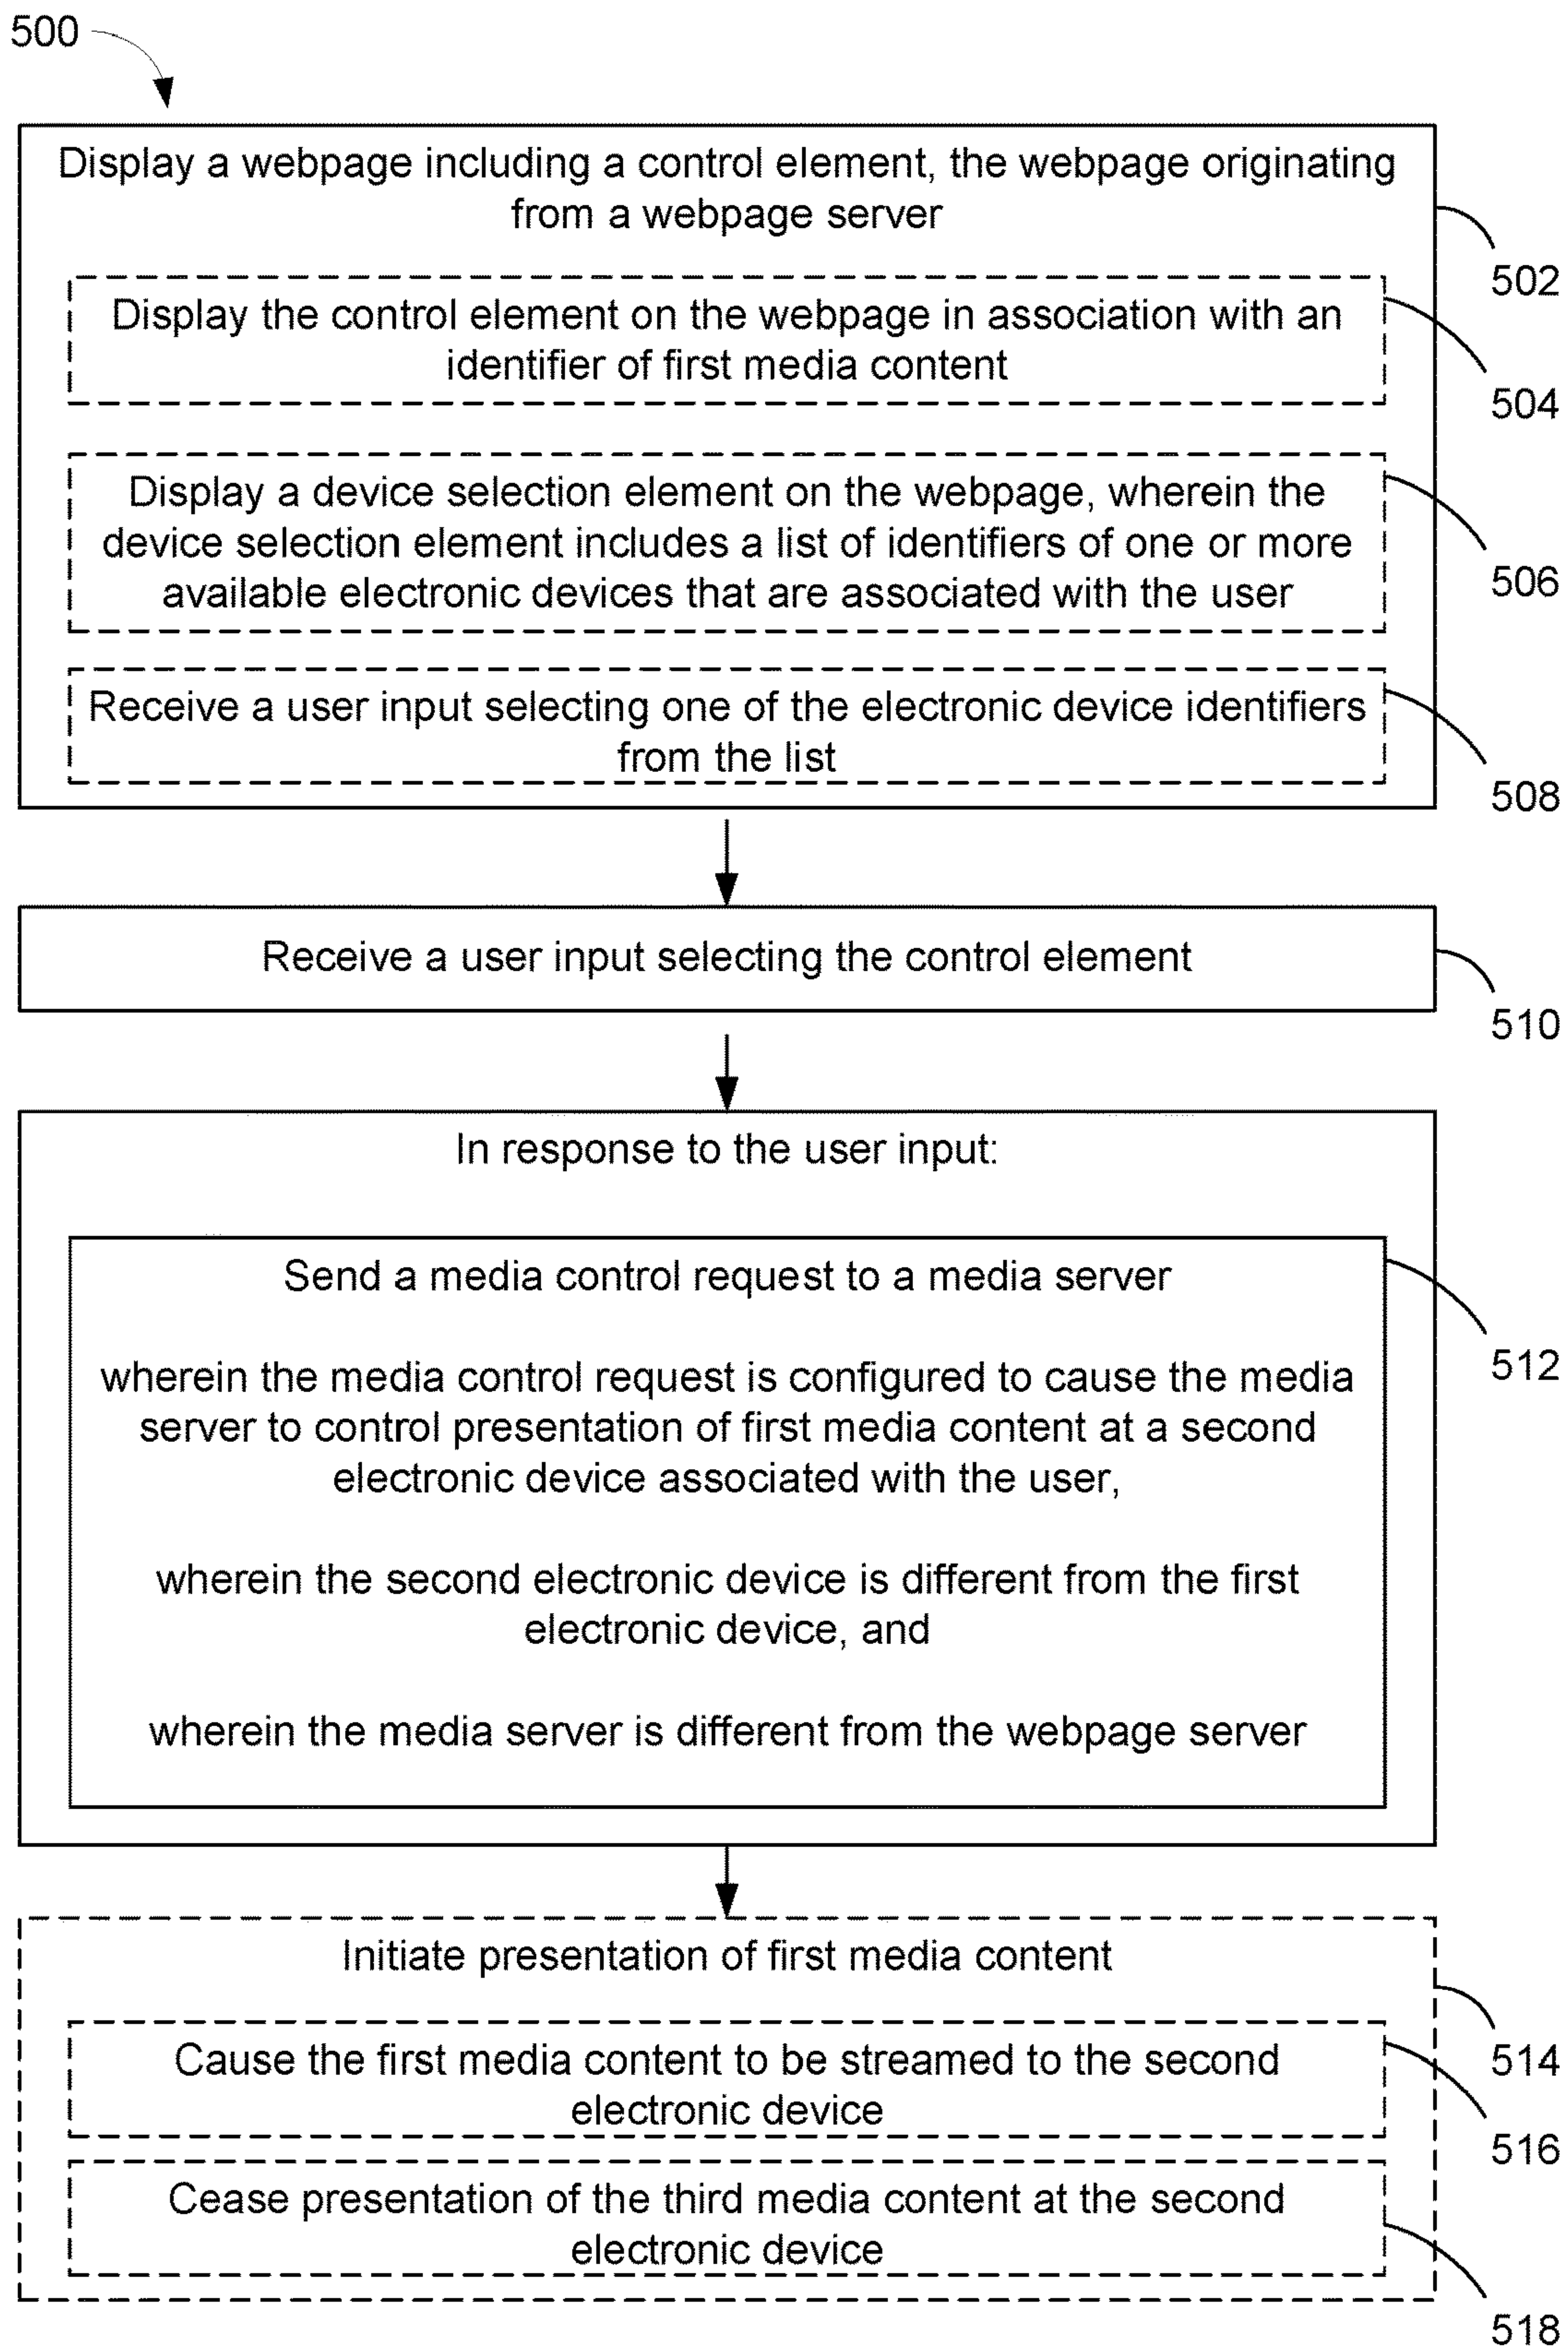 500
Display a webpage including a control element, the webpage originating
from a webpage server
502
Display the control element on the webpage in association with an
identifier of first media content
504
Display a device selection element on the webpage, wherein the
device selection element includes a list of identifiers of one or more
available electronic devices that are associated with the user
506
Receive a user input selecting one of the electronic device identifiers
from the list
508
Receive a user input selecting the control element
510
In response to the user input:
Send a media control request to a media server
wherein the media control request is configured to cause the media
server to control presentation of first media content at a second
electronic device associated with the user,
wherein the second electronic device is different from the first
electronic device, and
wherein the media server is different from the webpage server
512
Initiate presentation of first media content
514
Cause the first media content to be streamed to the second
electronic device
516
Cease presentation of the third media content at the second
electronic device
518